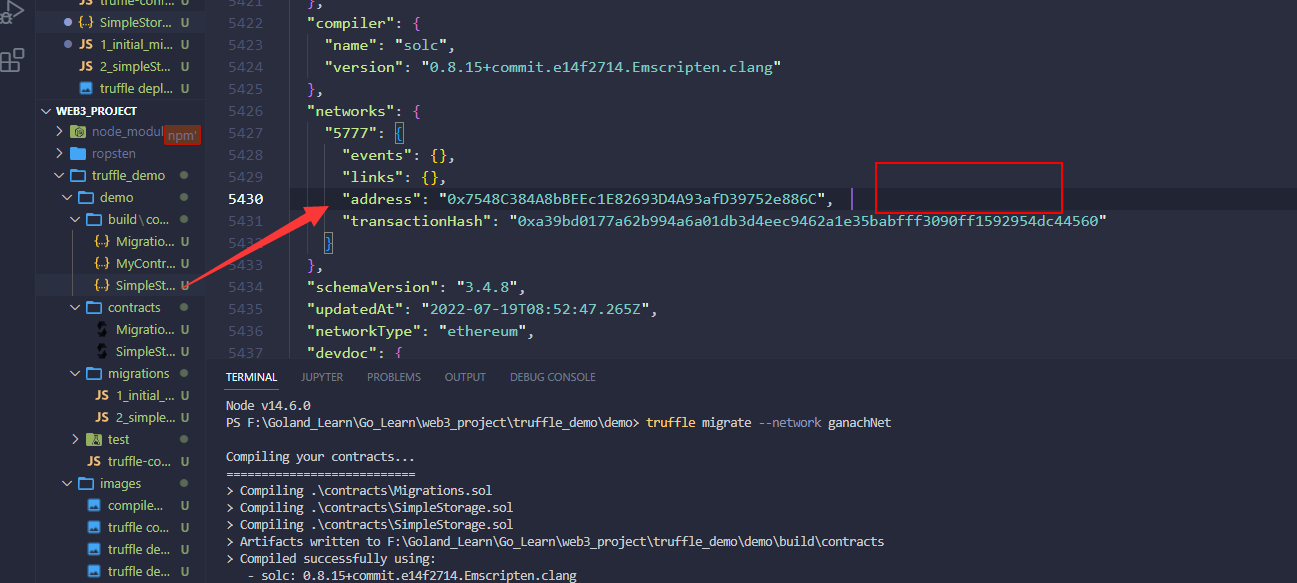 JS truffle-conf... U
{..} SimpleStor... U
JS 1_initial_mi... U
JS 2_simpleSt... U
truffle depl... U
WEB3_PROJECT
node_modul
npm'
ropsten
truffle_demo
demo
build\co...
{..} Migratio... U
{..} MyContr... U
{..} SimpleSt... U
contracts
Migratio... U
SimpleSt... U
migrations
JS 1_initial_... U
JS 2_simple... U
test
JS truffle-co... U
images
compile... U
truffle co... U
truffle de... U
truffle de... U
5421 },
5422 "compiler": {
5423 "name": "solc",
5424 "version": "0.8.15+commit.e14f2714.Emscripten.clang"
5425 },
5426 "networks": {
5427 "5777": {
5428 "events": {},
5429 "links": {},
5430 "address": "0x7548C384A8bBEEc1E82693D4A93afD39752e886C",
5431 "transactionHash": "0xa39bd0177a62b994a6a01db3d4eec9462a1e35babfff3090ff1592954dc44560"
5432 }
5433 },
5434 "schemaVersion": "3.4.8",
5435 "updatedAt": "2022-07-19T08:52:47.265Z",
5436 "networkType": "ethereum",
5437 "devdoc": {
TERMINAL JUPYTER PROBLEMS OUTPUT DEBUG CONSOLE
Node v14.6.0
PS F:\Goland_Learn\Go_Learn\web3_project\truffle_demo\demo> truffle migrate --network ganachNet
Compiling your contracts...
===========================
> Compiling .\contracts\Migrations.sol
> Compiling .\contracts\SimpleStorage.sol
> Compiling .\contracts\SimpleStorage.sol
> Artifacts written to F:\Goland_Learn\Go_Learn\web3_project\truffle_demo\demo\build\contracts
> Compiled successfully using:
- solc: 0.8.15+commit.e14f2714.Emscripten.clang